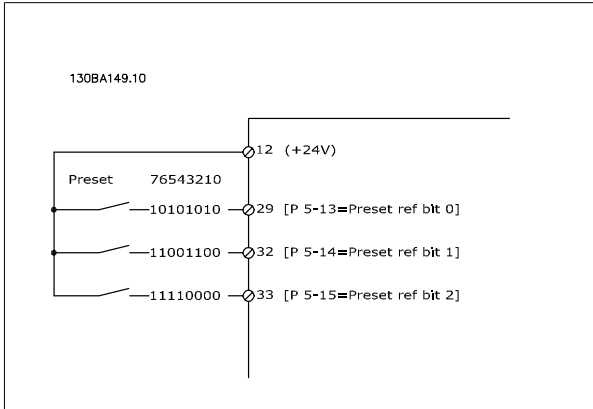 130BA149.10
12 (+24V)
Preset 76543210
10101010 29 [P 5-13=Preset ref bit 0]
11001100 32 [P 5-14=Preset ref bit 1]
11110000 33 [P 5-15=Preset ref bit 2]